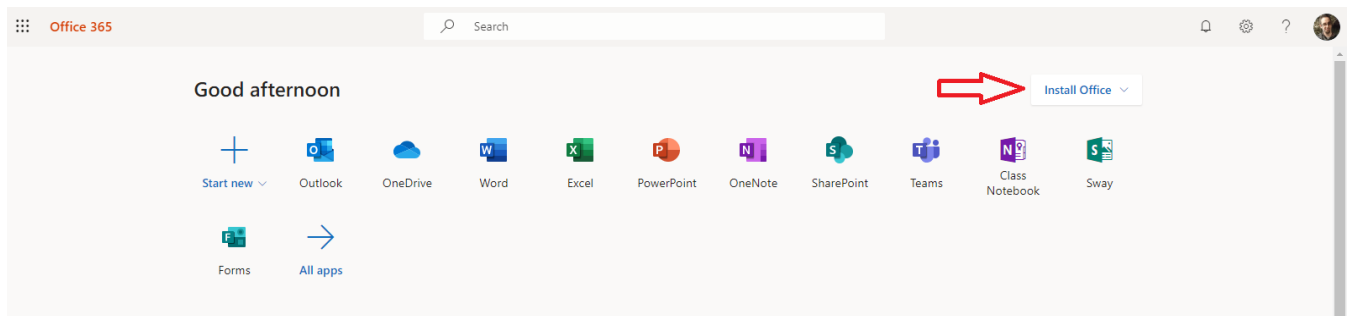 Office 365
Search
Good afternoon
Install Office
Start new
Outlook
OneDrive
Word
Excel
PowerPoint
OneNote
SharePoint
Teams
Class
Notebook
Sway
Forms
All apps